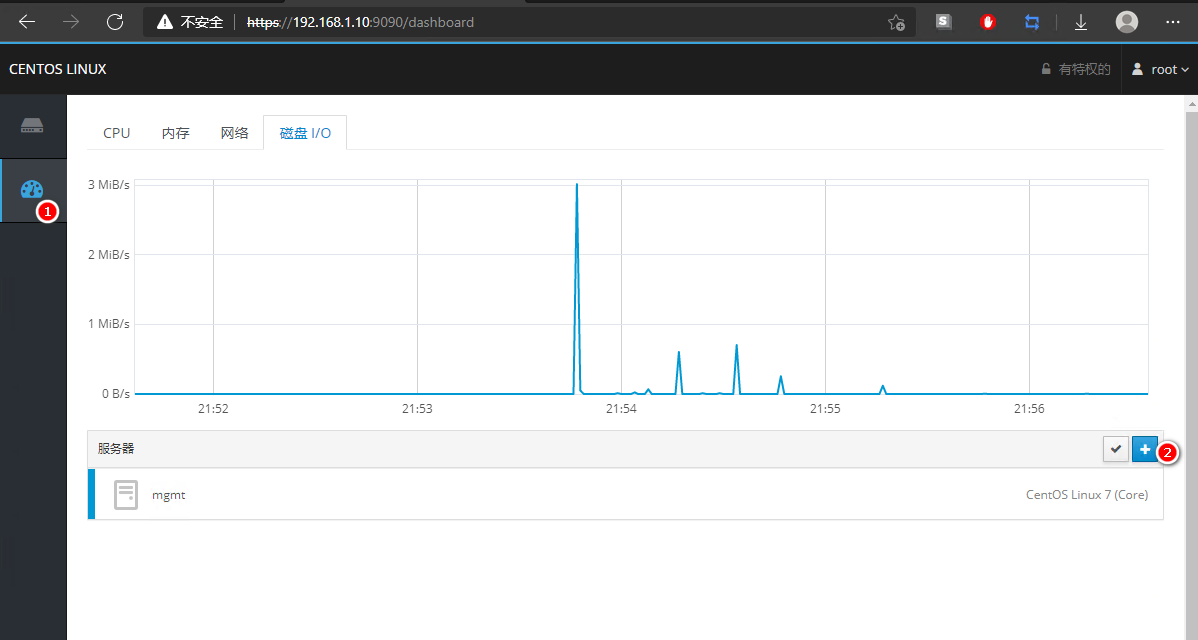 不安全 https://192.168.1.10:9090/dashboard
S
CENTOS LINUX 有特权的 root
CPU 内存 网络 磁盘 I/O
1
3 MiB/s
2 MiB/s
1 MiB/s
0 B/s
21:52 21:53 21:54 21:55 21:56
服务器
2
mgmt CentOS Linux 7 (Core)